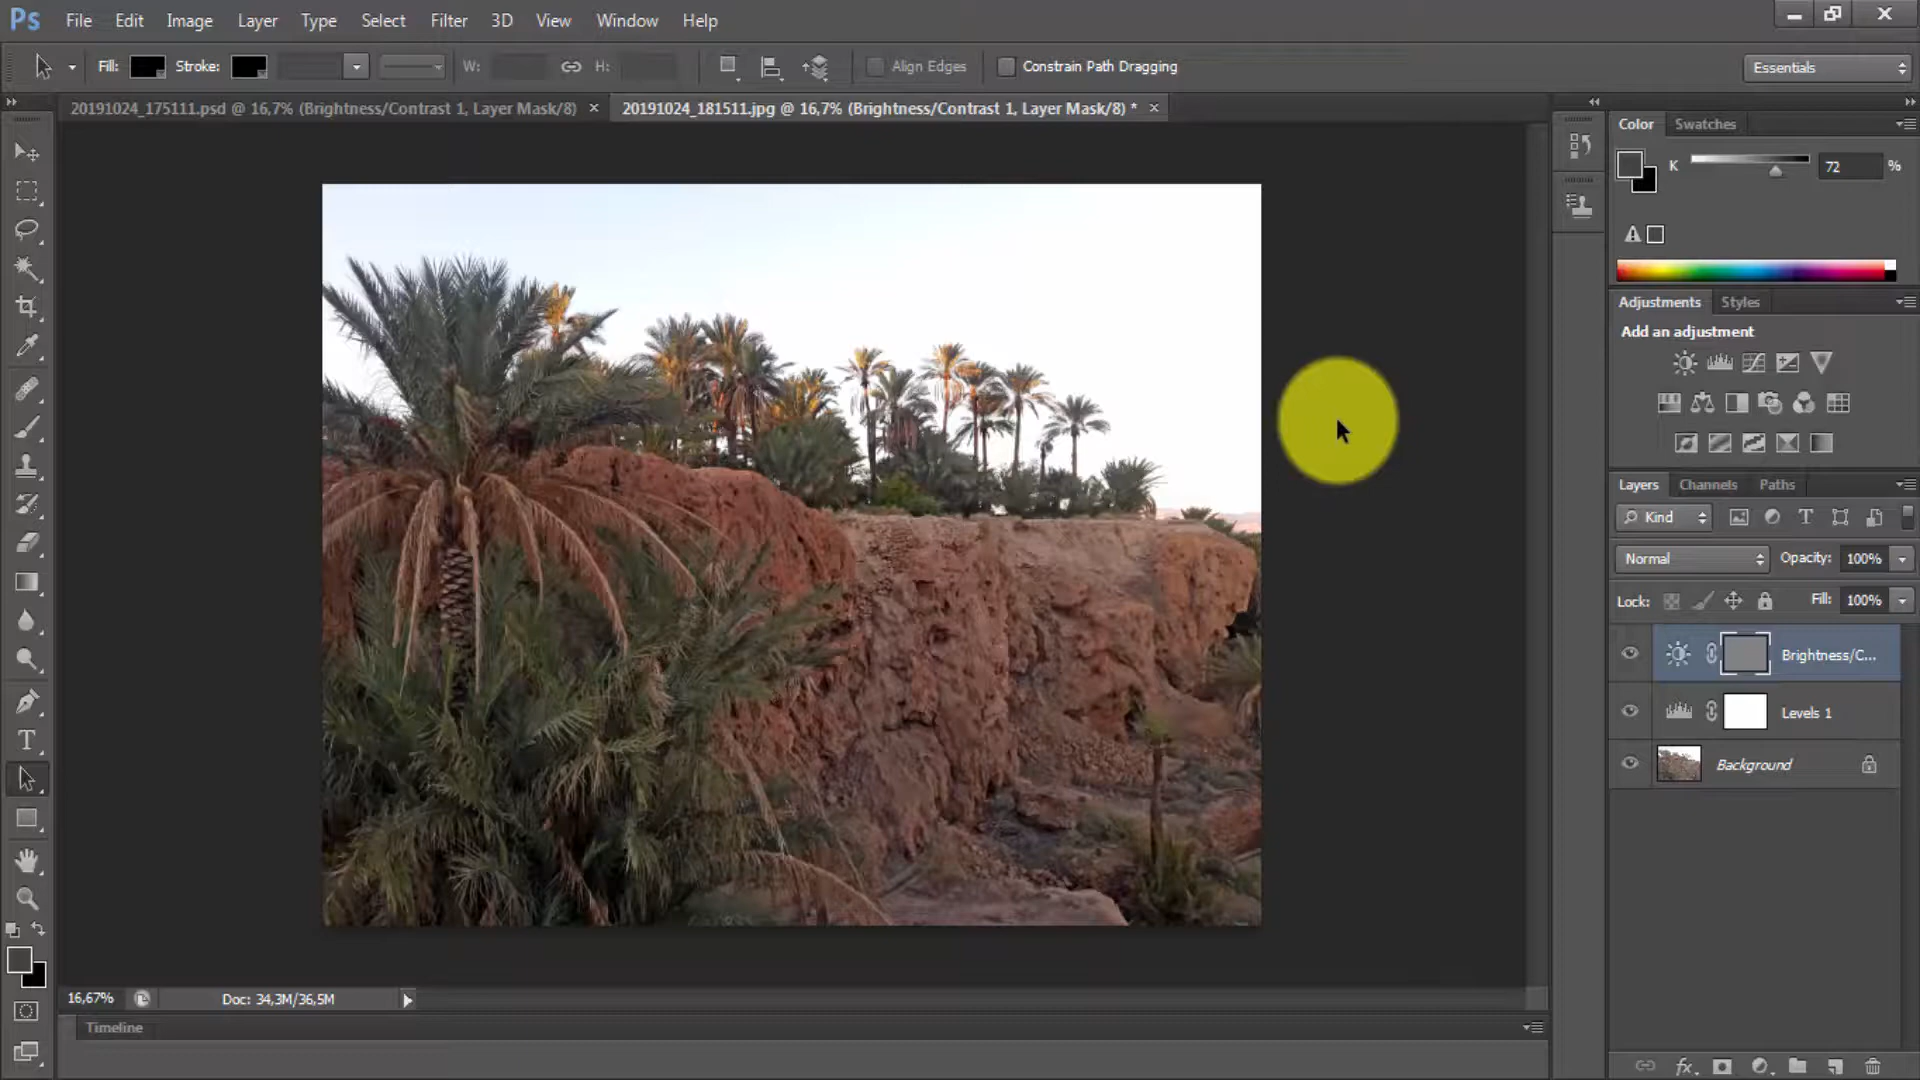 Ps File Edit Image Layer Type Select Filter 3D View Window Help
Fill: Stroke: W: H: Align Edges Constrain Path Dragging Essentials
20191024_175111.psd @ 16,7% (Brightness/Contrast 1, Layer Mask/8) × 20191024_181511.jpg @ 16,7% (Brightness/Contrast 1, Layer Mask/8) * ×
Color Swatches
K 72 %
Adjustments Styles
Add an adjustment
Layers Channels Paths
Kind T
Normal Opacity: 100%
Lock: Fill: 100%
Brightness/C...
Levels 1
Background
T
16,67% Doc: 34,3M/36,5M
Timeline
fx